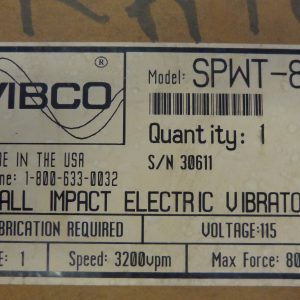 Model: SPWT-8
VIBCO ®
Quantity: 1
E IN THE USA
S/N 30611
ne: 1-800-633-0032
ALL IMPACT ELECTRIC VIBRATO
BRICATION REQUIRED VOLTAGE:115
E: 1 Speed: 3200vpm Max Force: 80